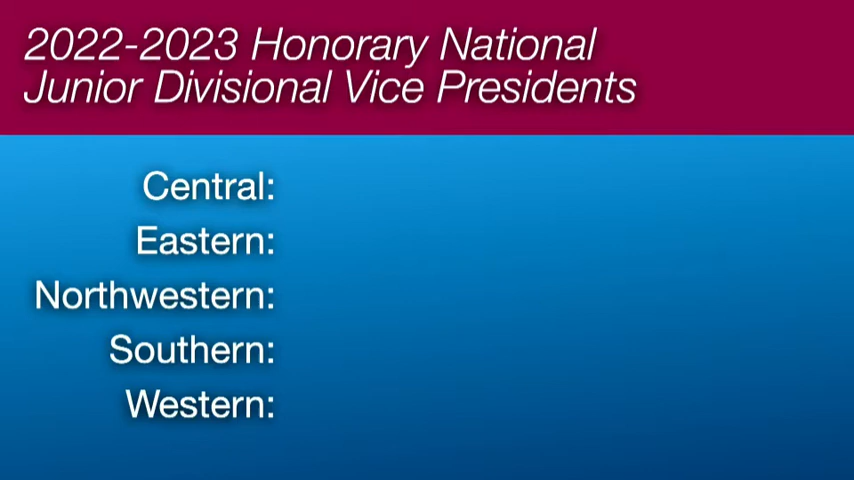 2022-2023 Honorary National
Junior Divisional Vice Presidents
Central:
Eastern:
Northwestern:
Southern:
Western: